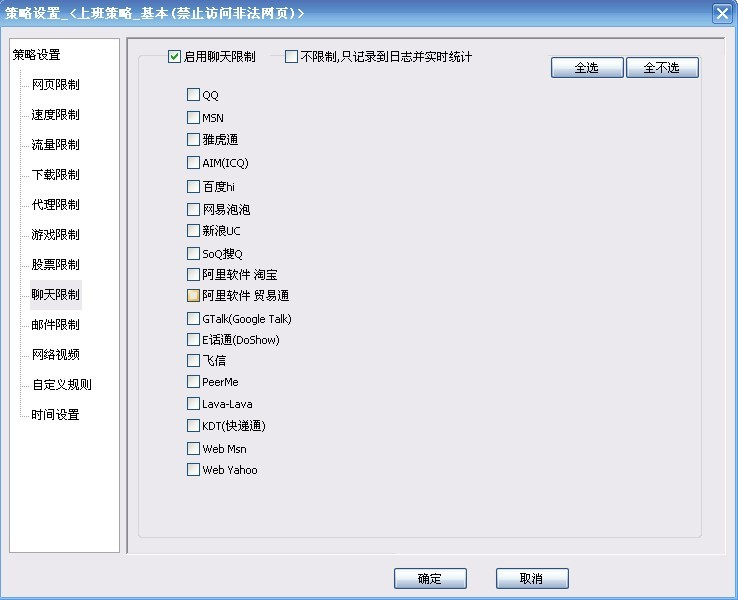 策略设置_<上班策略_基本(禁止访问非法网页)>
策略设置
网页限制
速度限制
流量限制
下载限制
代理限制
游戏限制
股票限制
聊天限制
邮件限制
网络视频
自定义规则
时间设置
启用聊天限制 不限制,只记录到日志并实时统计
全选 全不选
QQ
MSN
雅虎通
AIM(ICQ)
百度hi
网易泡泡
新浪UC
SoQ搜Q
阿里软件 淘宝
阿里软件 贸易通
GTalk(Google Talk)
E话通(DoShow)
飞信
PeerMe
Lava-Lava
KDT(快递通)
Web Msn
Web Yahoo
确定 取消